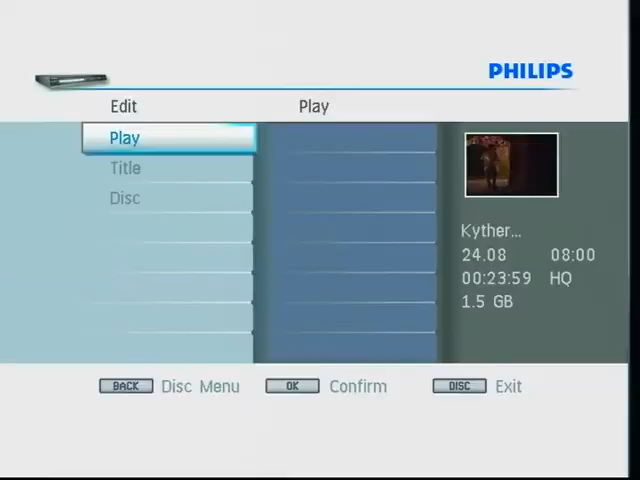 PHILIPS
Edit Play
Play
Title
Disc
Kyther...
24.08 08:00
00:23:59 HQ
1.5 GB
BACK Disc Menu OK Confirm DISC Exit